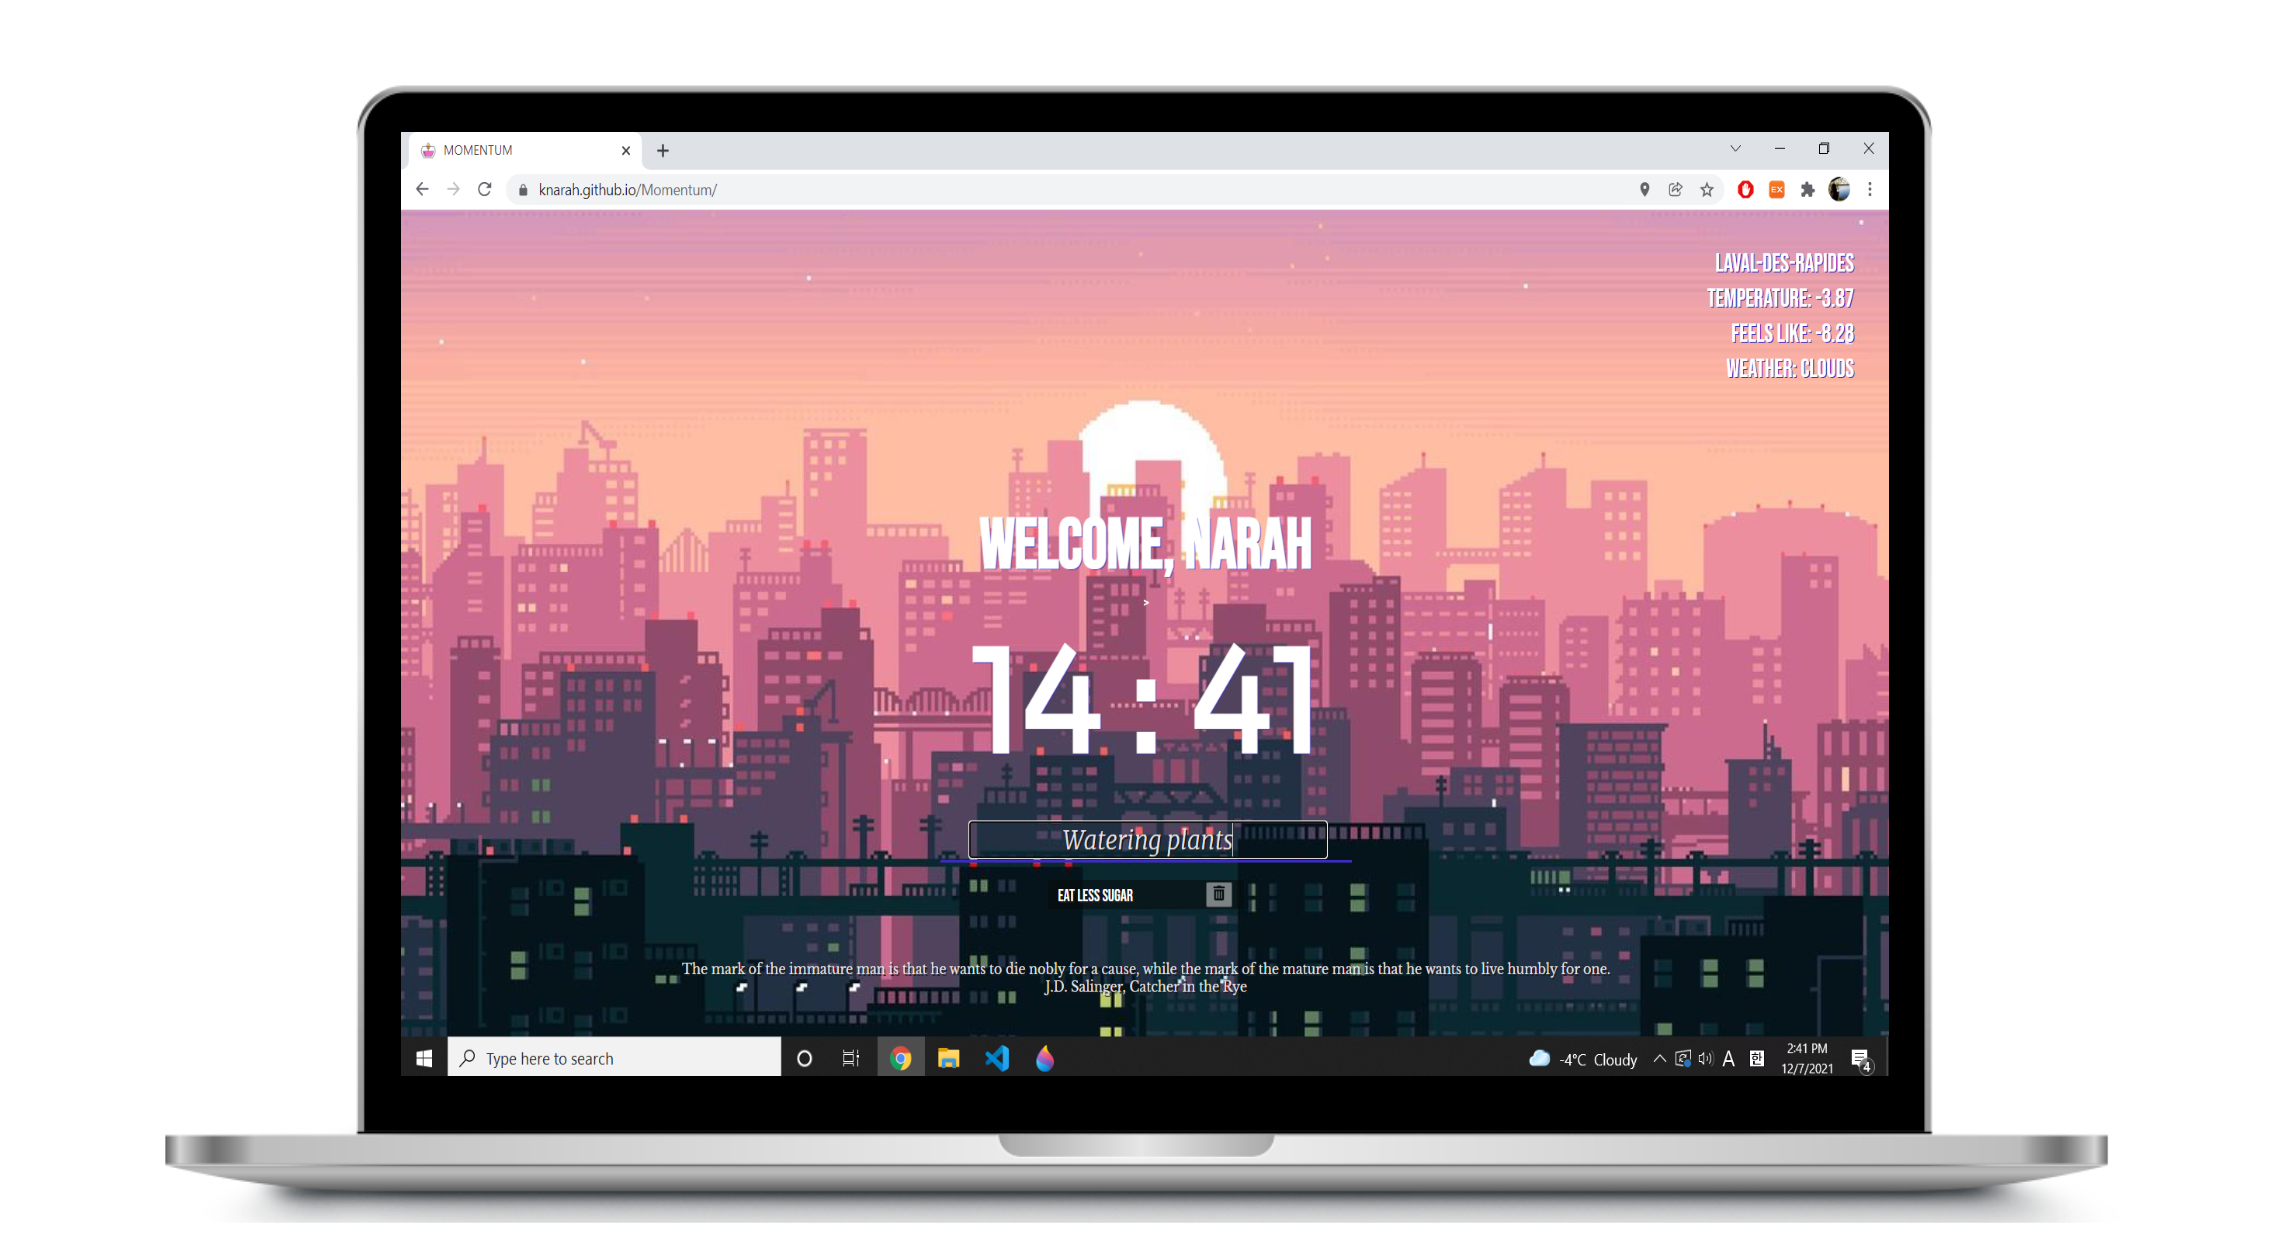 MOMENTUM
knarah.github.io/Momentum/
EX
LAVAL-DES-RAPIDES
TEMPERATURE: -3.87
FEELS LIKE: -8.28
WEATHER: CLOUDS
WELCOME, NARAH
>
14:41
Watering plants
EAT LESS SUGAR
The mark of the immature man is that he wants to die nobly for a cause, while the mark of the mature man is that he wants to live humbly for one.
J.D. Salinger, Catcher in the Rye
Type here to search
-4°C Cloudy
A
한
2:41 PM
12/7/2021
4